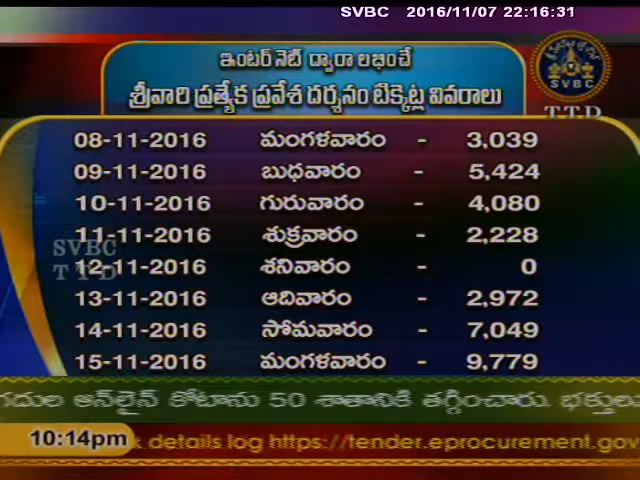 SVBC 2016/11/07 22:16:31
ఇంటర్ నెట్ ద్వారా లభించే
శ్రీవారి ప్రత్యేక ప్రవేశ దర్శనం టిక్కెట్ల వివరాలు
SVBC
TTD
08-11-2016 మంగళవారం - 3,039
09-11-2016 బుధవారం - 5,424
10-11-2016 గురువారం - 4,080
11-11-2016 శుక్రవారం - 2,228
SVBC
TTD
12-11-2016 శనివారం - 0
13-11-2016 ఆదివారం - 2,972
14-11-2016 సోమవారం - 7,049
15-11-2016 మంగళవారం - 9,779
గదుల ఆన్‌లైన్ కోటాను 50 శాతానికి తగ్గించారు. భక్తులు
10:14pm k details log https://tender.eprocurement.gov